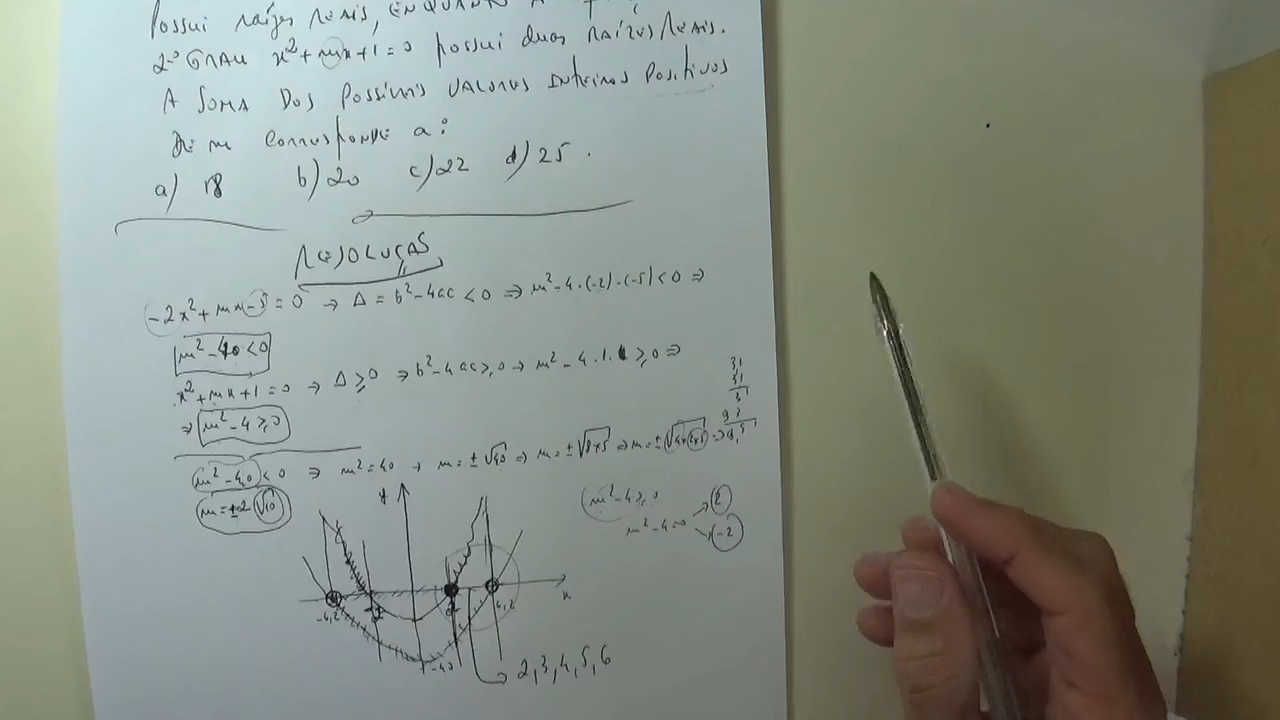 Possui raízes reais, ENQUANTO A
2º GRAU x²+mx+1=0 possui duas RAÍZES REAIS.
A SOMA DOS POSSÍVEIS VALORES INTEIROS POSITIVOS
DE m CORRESPONDE a:
a) 18 b) 20 c) 22 d) 25.
RESOLUÇÃO
-2x²+mx-5=0 → Δ=b²-4ac<0 ⇒ m²-4·(-2)·(-5)<0 ⇒
m²-40<0
x²+mx+1=0 → Δ≥0 ⇒ b²-4ac≥0 → m²-4·1·1≥0 ⇒
⇒ m²-4≥0
m²-40<0 ⇒ m²=40 → m=±√40 ⇒ m=±√8×5 ⇒ m=±√4×2×5 ⇒
m=±2√10
m²-4≥0
m²-4=0 → 2
→ -2
y
x
-2
2
-40
2,3,4,5,6